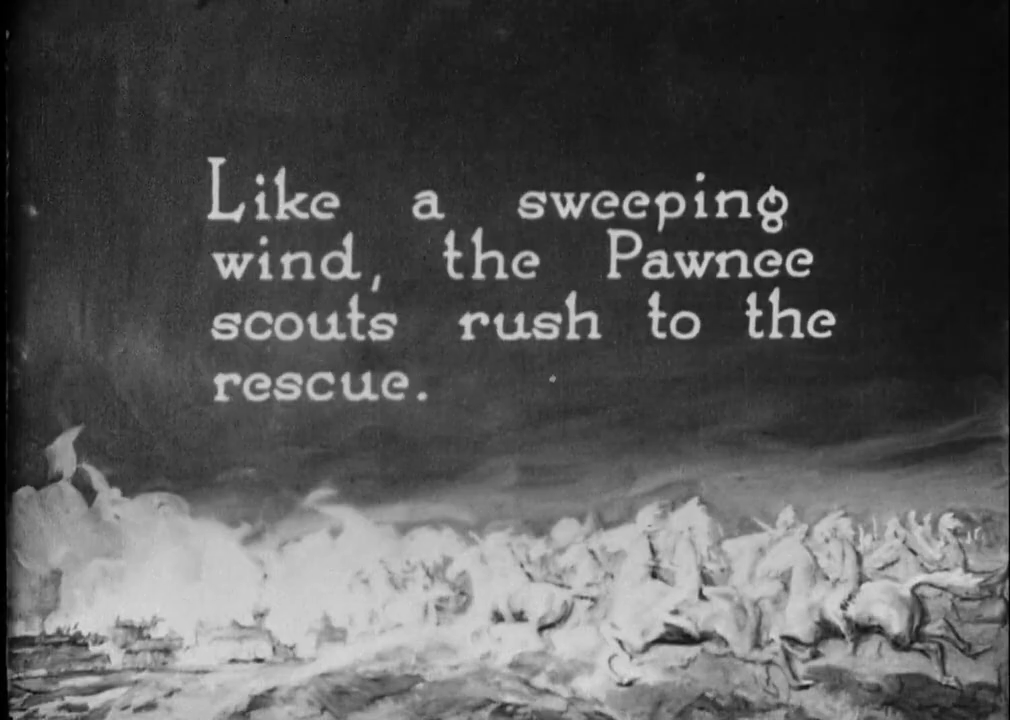 Like a sweeping
wind, the Pawnee
scouts rush to the
rescue.